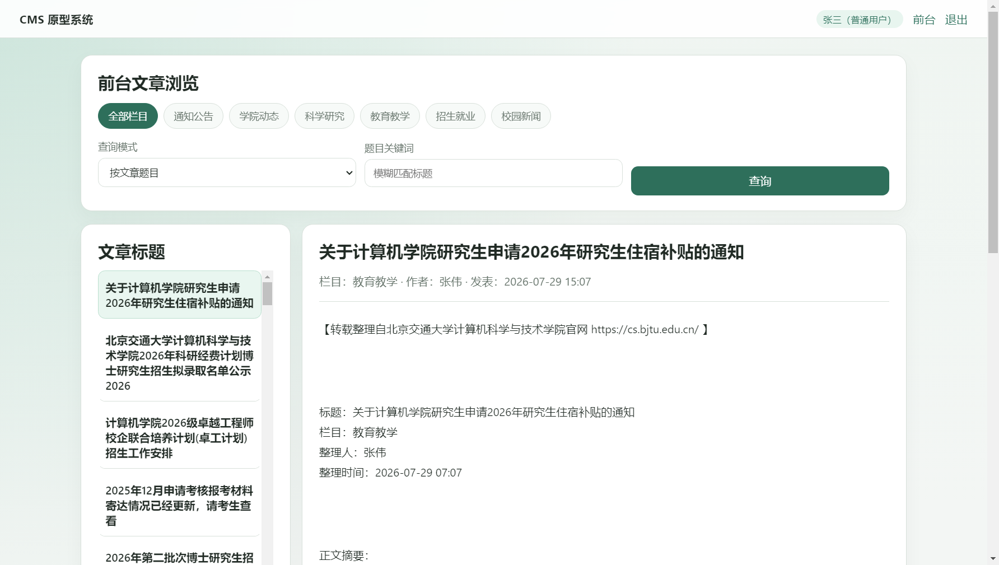 CMS 原型系统
张三（普通用户）
前台
退出
前台文章浏览
全部栏目
通知公告
学院动态
科学研究
教育教学
招生就业
校园新闻
查询模式
题目关键词
按文章题目
模糊匹配标题
查询
文章标题
关于计算机学院研究生申请
2026年研究生住宿补贴的通知
北京交通大学计算机科学与技
术学院2026年科研经费计划博
士研究生招生拟录取名单公示
2026
计算机学院2026级卓越工程师
校企联合培养计划(卓工计划)
招生工作安排
2025年12月申请考核报考材料
寄达情况已经更新，请考生查
看
2026年第二批次博士研究生招
关于计算机学院研究生申请2026年研究生住宿补贴的通知
栏目：教育教学 · 作者：张伟 · 发表：2026-07-29 15:07
【转载整理自北京交通大学计算机科学与技术学院官网 https://cs.bjtu.edu.cn/ 】
标题：关于计算机学院研究生申请2026年研究生住宿补贴的通知
栏目：教育教学
整理人：张伟
整理时间：2026-07-29 07:07
正文摘要：